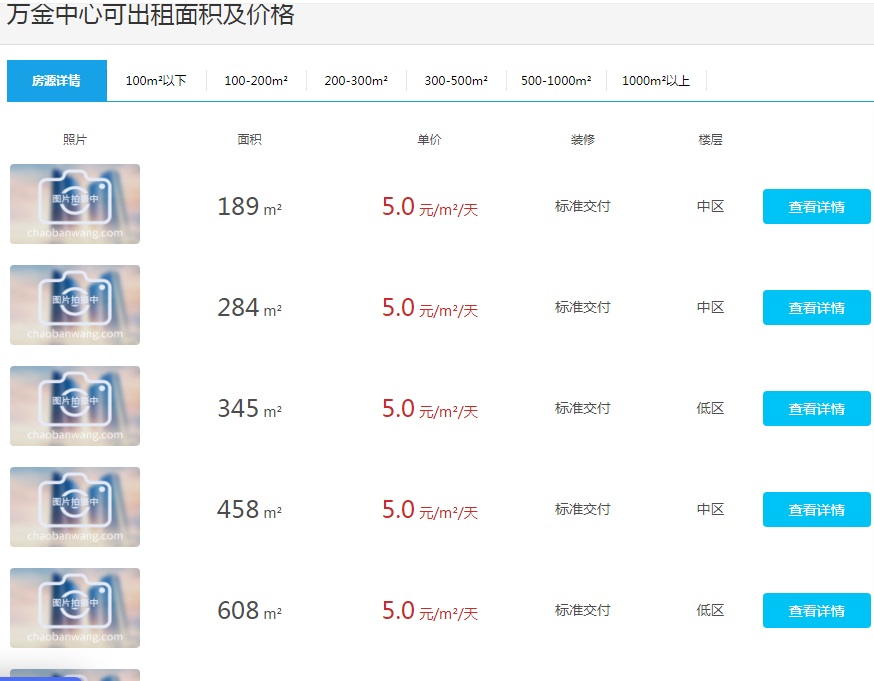 万金中心可出租面积及价格
房源详情 100m²以下 100-200m² 200-300m² 300-500m² 500-1000m² 1000m²以上
照片 面积 单价 装修 楼层
图片拍摄中
chaobanwang.com
189 m² 5.0 元/m²/天 标准交付 中区 查看详情
图片拍摄中
chaobanwang.com
284 m² 5.0 元/m²/天 标准交付 中区 查看详情
图片拍摄中
chaobanwang.com
345 m² 5.0 元/m²/天 标准交付 低区 查看详情
图片拍摄中
chaobanwang.com
458 m² 5.0 元/m²/天 标准交付 中区 查看详情
图片拍摄中
chaobanwang.com
608 m² 5.0 元/m²/天 标准交付 低区 查看详情